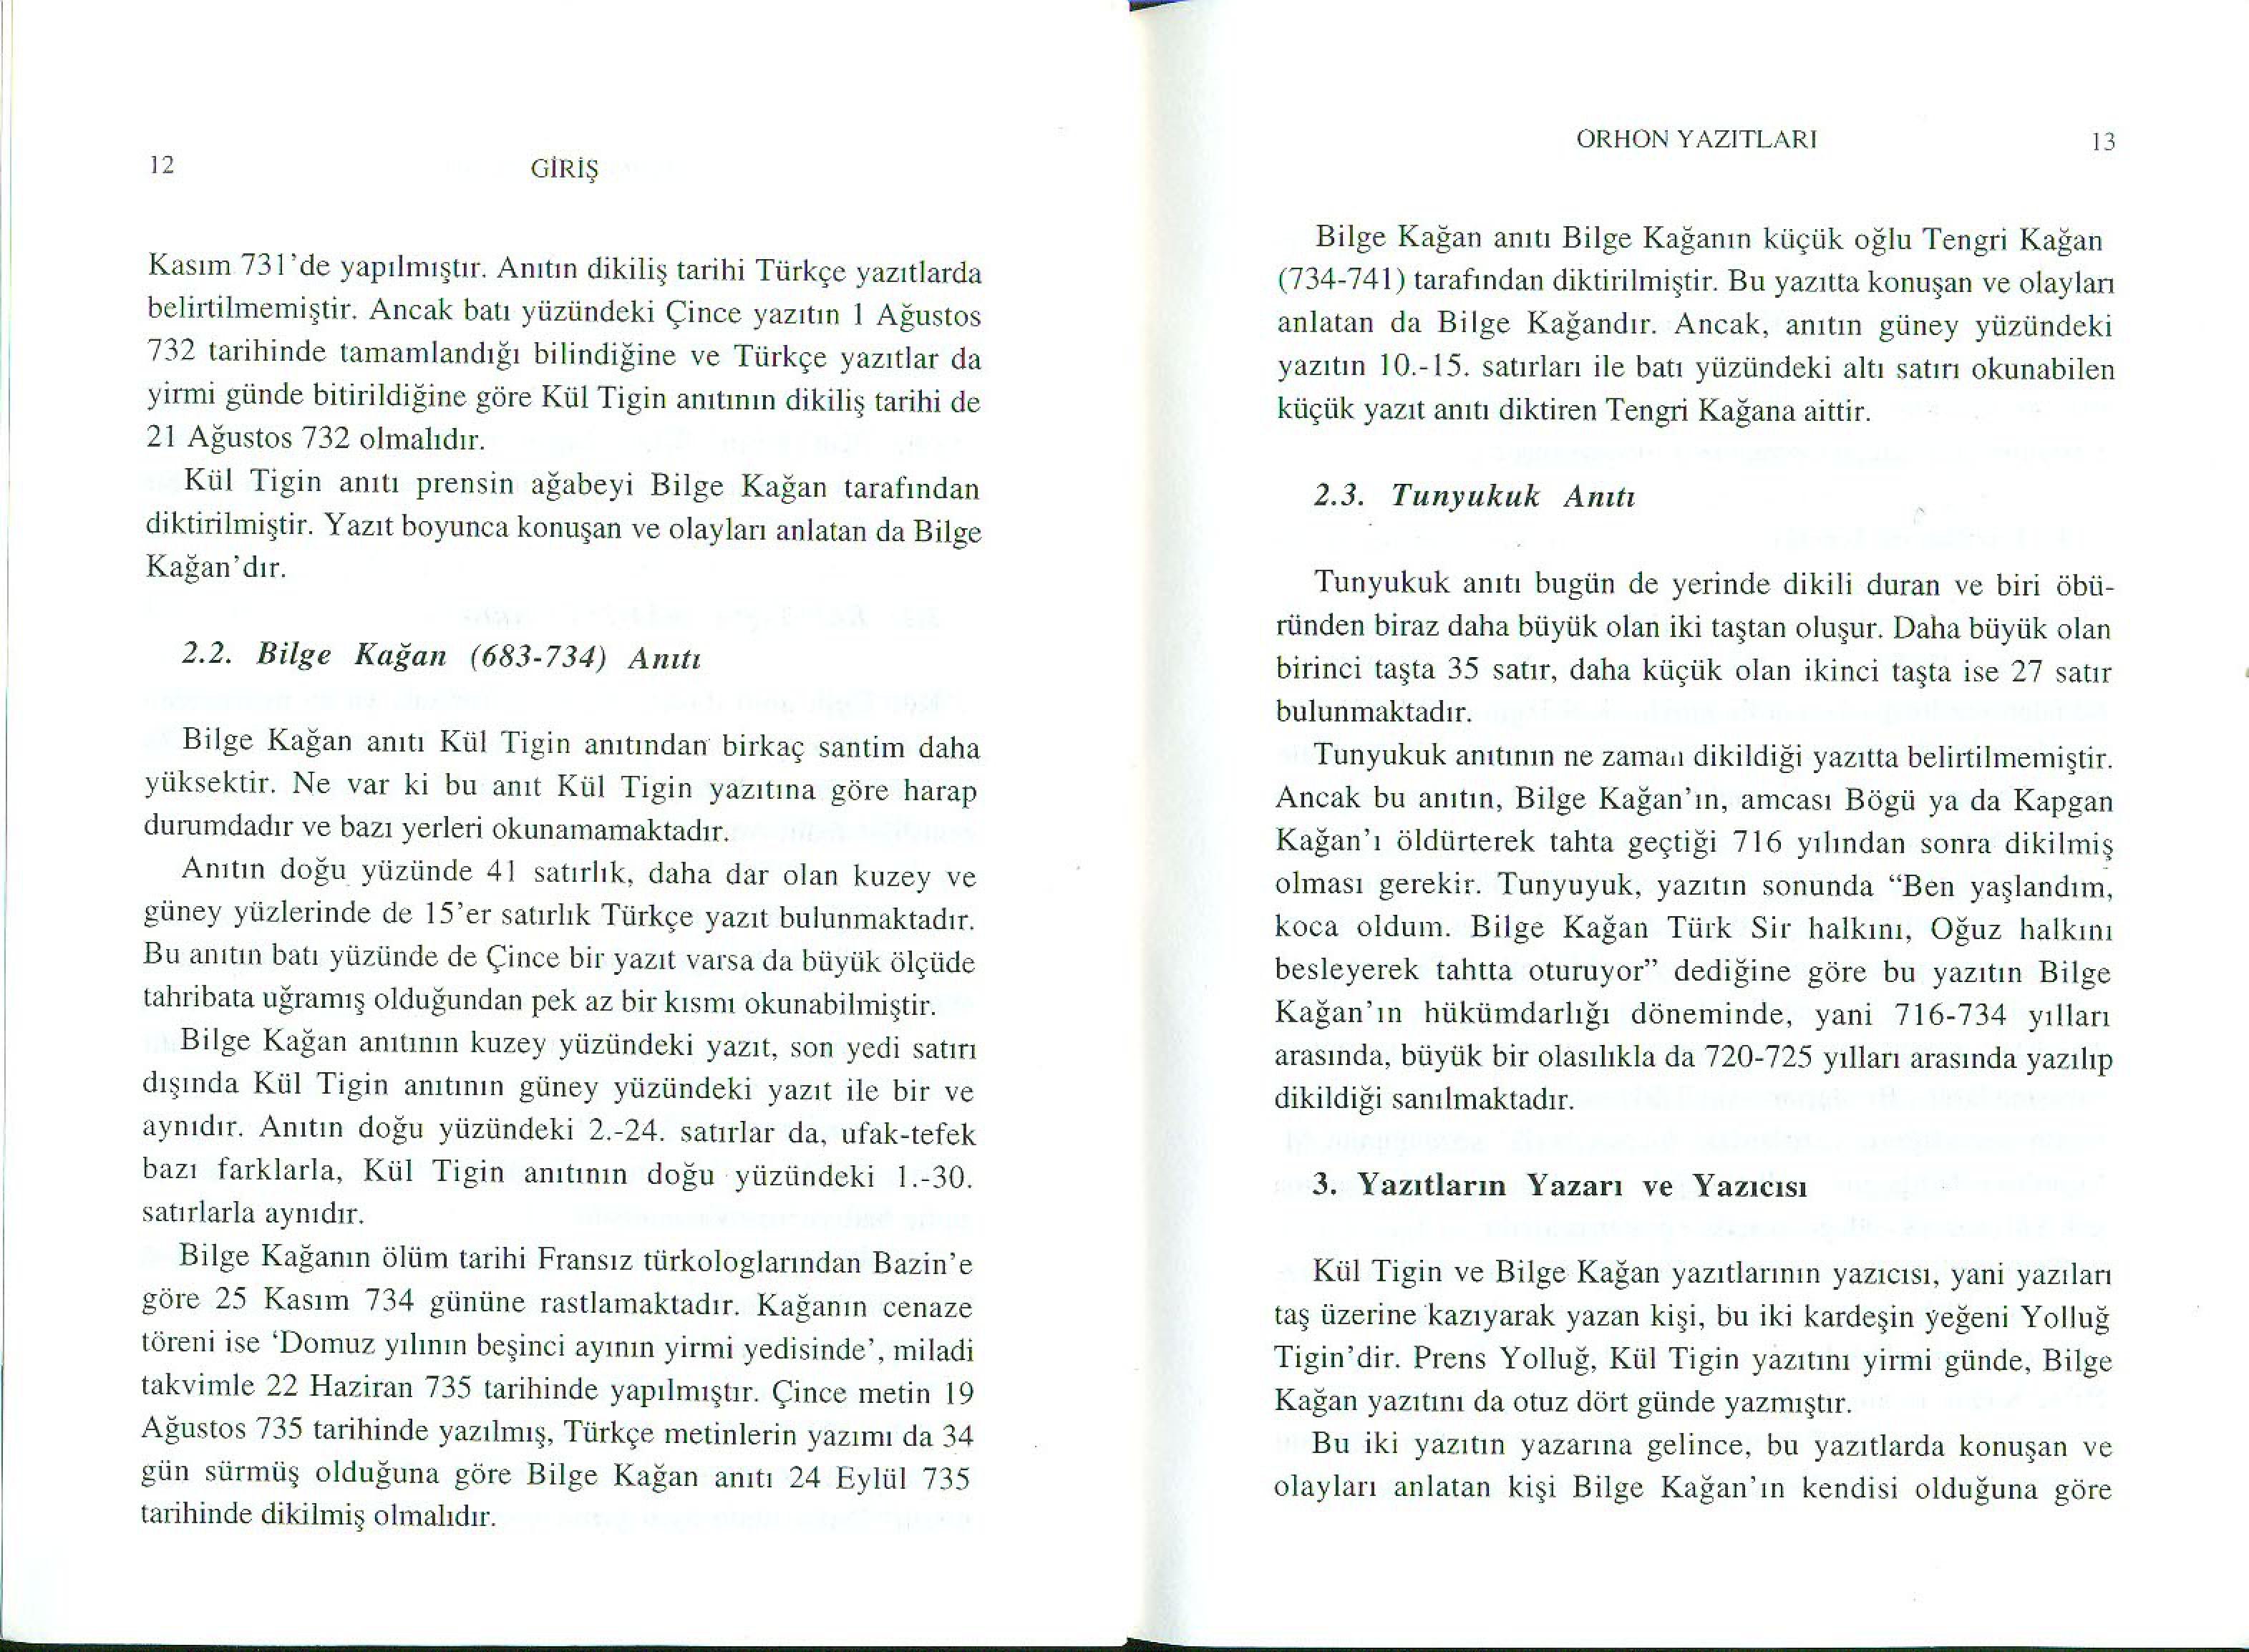 12
GİRİŞ
Kasım 731'de yapılmıştır. Anıtın dikiliş tarihi Türkçe yazıtlarda
belirtilmemiştir. Ancak batı yüzündeki Çince yazıtın 1 Ağustos
732 tarihinde tamamlandığı bilindiğine ve Türkçe yazıtlar da
yirmi günde bitirildiğine göre Kül Tigin anıtının dikiliş tarihi de
21 Ağustos 732 olmalıdır.
Kül Tigin anıtı prensin ağabeyi Bilge Kağan tarafından
diktirilmiştir. Yazıt boyunca konuşan ve olayları anlatan da Bilge
Kağan'dır.
2.2. Bilge Kağan (683-734) Anıtı
Bilge Kağan anıtı Kül Tigin anıtından birkaç santim daha
yüksektir. Ne var ki bu anıt Kül Tigin yazıtına göre harap
durumdadır ve bazı yerleri okunamamaktadır.
Anıtın doğu yüzünde 41 satırlık, daha dar olan kuzey ve
güney yüzlerinde de 15'er satırlık Türkçe yazıt bulunmaktadır.
Bu anıtın batı yüzünde de Çince bir yazıt varsa da büyük ölçüde
tahribata uğramış olduğundan pek az bir kısmı okunabilmiştir.
Bilge Kağan anıtının kuzey yüzündeki yazıt, son yedi satırı
dışında Kül Tigin anıtının güney yüzündeki yazıt ile bir ve
aynıdır. Anıtın doğu yüzündeki 2.-24. satırlar da, ufak-tefek
bazı farklarla, Kül Tigin anıtının doğu yüzündeki 1.-30.
satırlarla aynıdır.
Bilge Kağanın ölüm tarihi Fransız türkologlarından Bazin'e
göre 25 Kasım 734 gününe rastlamaktadır. Kağanın cenaze
töreni ise 'Domuz yılının beşinci ayının yirmi yedisinde', miladi
takvimle 22 Haziran 735 tarihinde yapılmıştır. Çince metin 19
Ağustos 735 tarihinde yazılmış, Türkçe metinlerin yazımı da 34
gün sürmüş olduğuna göre Bilge Kağan anıtı 24 Eylül 735
tarihinde dikilmiş olmalıdır.
ORHON YAZITLARI
13
Bilge Kağan anıtı Bilge Kağanın küçük oğlu Tengri Kağan
(734-741) tarafından diktirilmiştir. Bu yazıtta konuşan ve olayları
anlatan da Bilge Kağandır. Ancak, anıtın güney yüzündeki
yazıtın 10.-15. satırları ile batı yüzündeki altı satırı okunabilen
küçük yazıt anıtı diktiren Tengri Kağana aittir.
2.3. Tunyukuk Anıtı
Tunyukuk anıtı bugün de yerinde dikili duran ve biri öbü-
ründen biraz daha büyük olan iki taştan oluşur. Daha büyük olan
birinci taşta 35 satır, daha küçük olan ikinci taşta ise 27 satır
bulunmaktadır.
Tunyukuk anıtının ne zaman dikildiği yazıtta belirtilmemiştir.
Ancak bu anıtın, Bilge Kağan'ın, amcası Bögü ya da Kapgan
Kağan'ı öldürterek tahta geçtiği 716 yılından sonra dikilmiş
olması gerekir. Tunyuyuk, yazıtın sonunda “Ben yaşlandım,
koca oldum. Bilge Kağan Türk Sir halkını, Oğuz halkını
besleyerek tahtta oturuyor” dediğine göre bu yazıtın Bilge
Kağan'ın hükümdarlığı döneminde, yani 716-734 yılları
arasında, büyük bir olasılıkla da 720-725 yılları arasında yazılıp
dikildiği sanılmaktadır.
3. Yazıtların Yazarı ve Yazıcısı
Kül Tigin ve Bilge Kağan yazıtlarının yazıcısı, yani yazıları
taş üzerine kazıyarak yazan kişi, bu iki kardeşin yeğeni Yolluğ
Tigin'dir. Prens Yolluğ, Kül Tigin yazıtını yirmi günde, Bilge
Kağan yazıtını da otuz dört günde yazmıştır.
Bu iki yazıtın yazarına gelince, bu yazıtlarda konuşan ve
olayları anlatan kişi Bilge Kağan'ın kendisi olduğuna göre